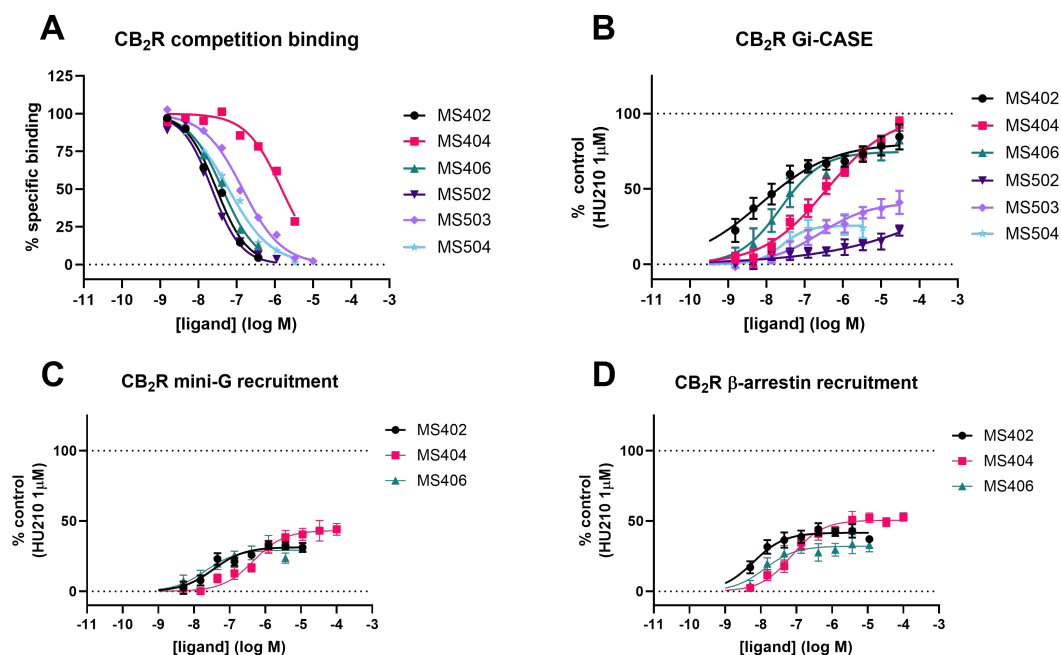 A
CB₂R competition binding
% specific binding
125
100
75
50
25
0
-11 -10 -9 -8 -7 -6 -5 -4 -3
[ligand] (log M)
MS402
MS404
MS406
MS502
MS503
MS504
B
CB₂R Gi-CASE
% control
(HU210 1μM)
100
50
0
-11 -10 -9 -8 -7 -6 -5 -4 -3
[ligand] (log M)
MS402
MS404
MS406
MS502
MS503
MS504
C
CB₂R mini-G recruitment
% control
(HU210 1μM)
100
50
0
-11 -10 -9 -8 -7 -6 -5 -4 -3
[ligand] (log M)
MS402
MS404
MS406
D
CB₂R β-arrestin recruitment
% control
(HU210 1μM)
100
50
0
-11 -10 -9 -8 -7 -6 -5 -4 -3
[ligand] (log M)
MS402
MS404
MS406